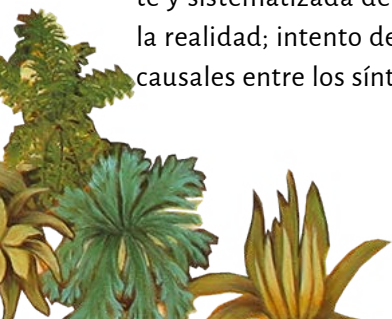 te y sistematizada de
la realidad; intento de
causales entre los sínt